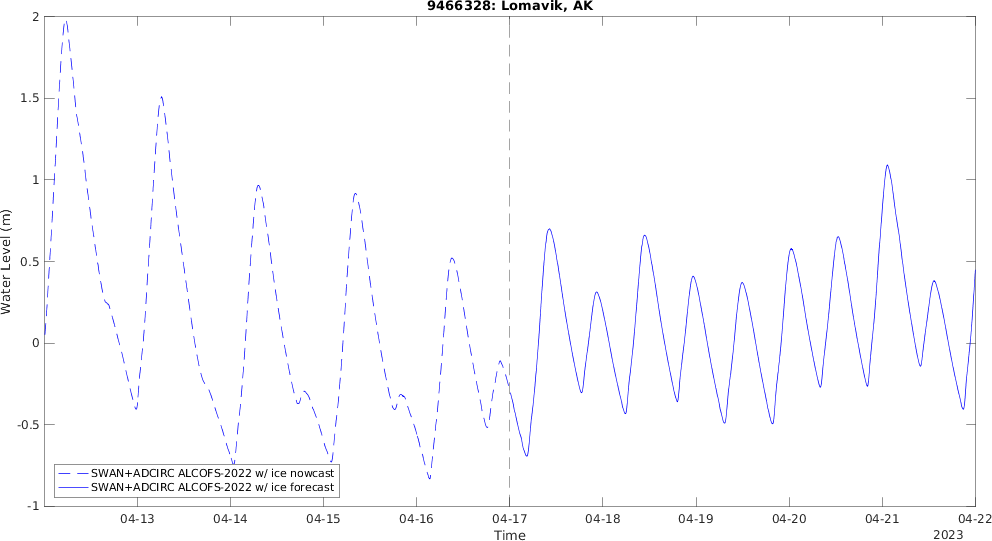 9466328: Lomavik, AK
Water Level (m)
2
1.5
1
0.5
0
-0.5
-1
SWAN+ADCIRC ALCOFS-2022 w/ ice nowcast
SWAN+ADCIRC ALCOFS-2022 w/ ice forecast
04-13 04-14 04-15 04-16 04-17 04-18 04-19 04-20 04-21 04-22
Time
2023